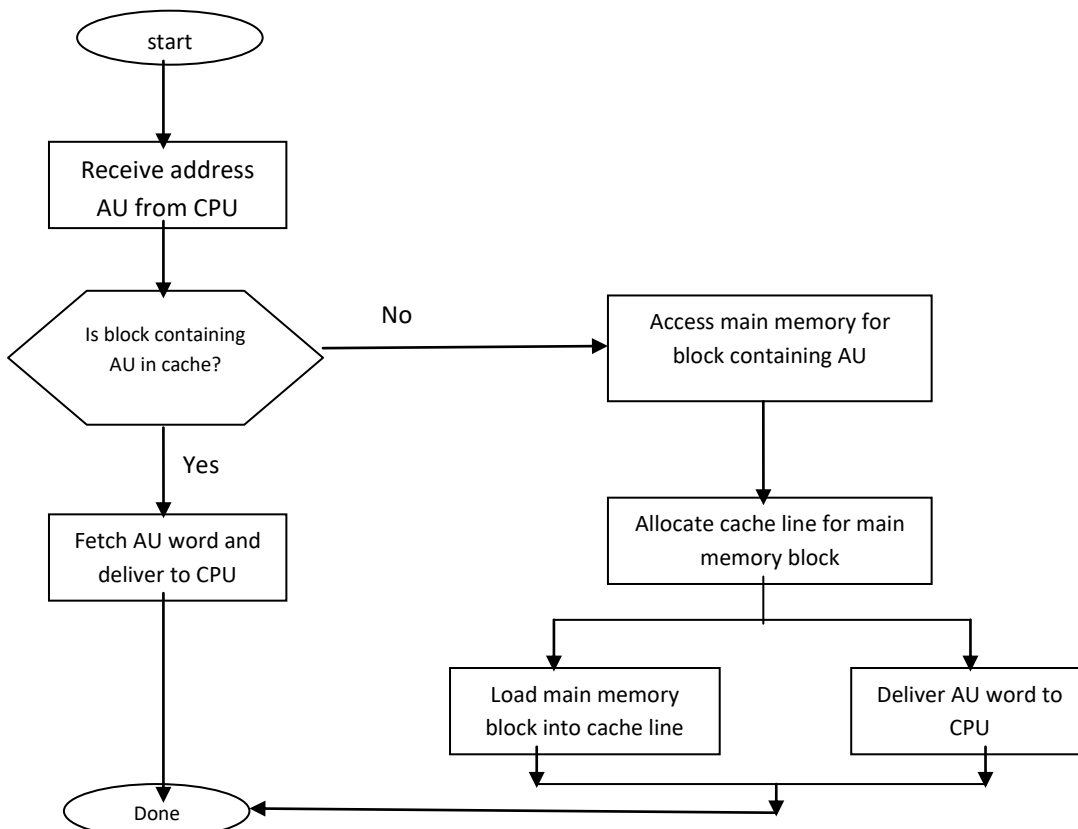 start
Receive address
AU from CPU
Is block containing
AU in cache?
No
Access main memory for
block containing AU
Yes
Fetch AU word and
deliver to CPU
Allocate cache line for main
memory block
Load main memory
block into cache line
Deliver AU word to
CPU
Done